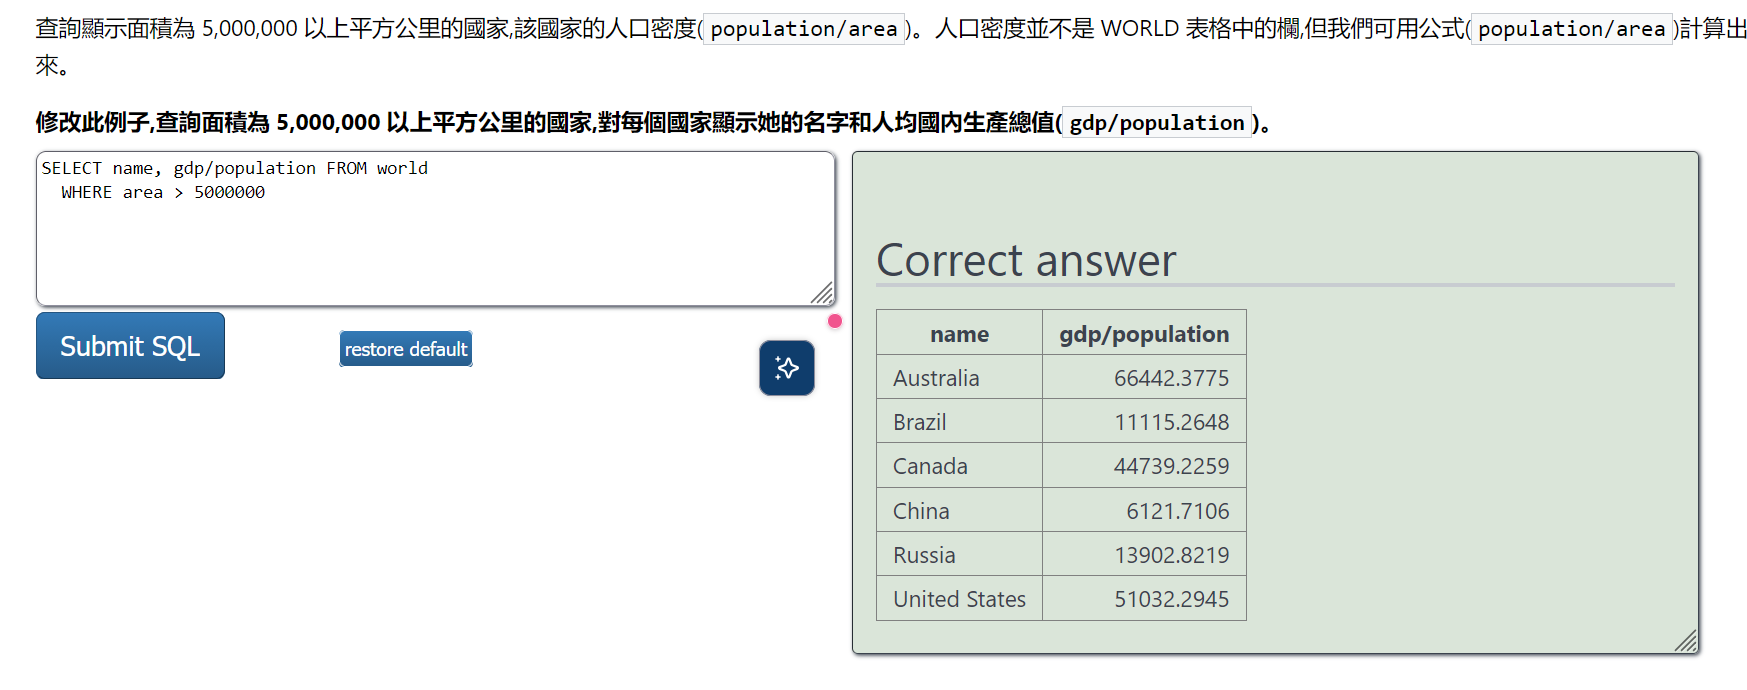 查詢顯示面積為 5,000,000 以上平方公里的國家,該國家的人口密度(population/area)。人口密度並不是 WORLD 表格中的欄,但我們可用公式(population/area)計算出
來。
修改此例子,查詢面積為 5,000,000 以上平方公里的國家,對每個國家顯示她的名字和人均國內生產總值(gdp/population)。
SELECT name, gdp/population FROM world
  WHERE area > 5000000
Submit SQL
restore default
Correct answer
name gdp/population
Australia 66442.3775
Brazil 11115.2648
Canada 44739.2259
China 6121.7106
Russia 13902.8219
United States 51032.2945